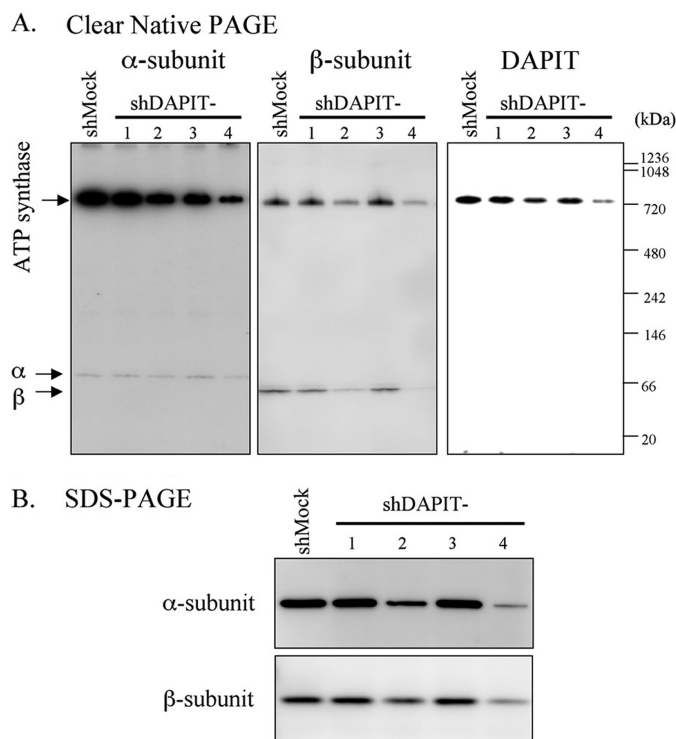 A. Clear Native PAGE
α-subunit
β-subunit
DAPIT
shMock
shDAPIT-
1 2 3 4
shMock
shDAPIT-
1 2 3 4
shMock
shDAPIT-
1 2 3 4
(kDa)
ATP synthase
α
β
1236
1048
720
480
242
146
66
20
B. SDS-PAGE
shMock
shDAPIT-
1 2 3 4
α-subunit
β-subunit